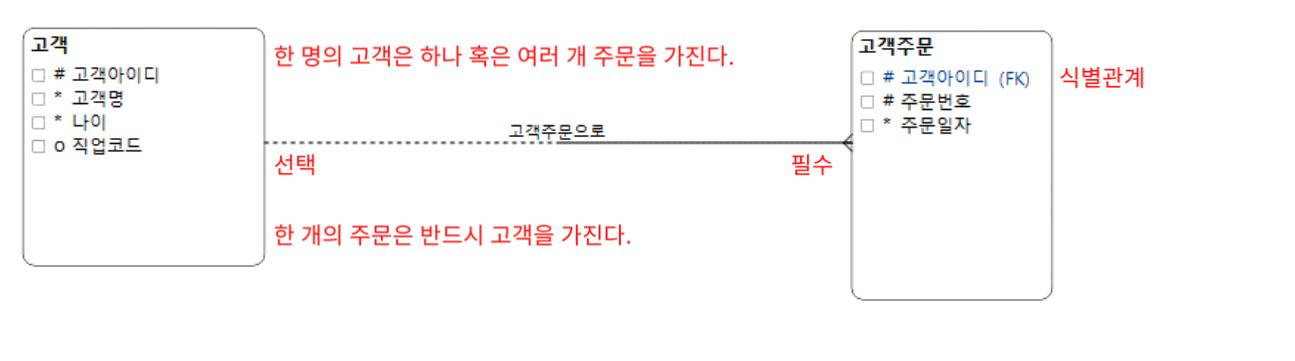 고객
# 고객아이디
* 고객명
* 나이
o 직업코드
한 명의 고객은 하나 혹은 여러 개 주문을 가진다.
고객주문으로
선택
필수
한 개의 주문은 반드시 고객을 가진다.
고객주문
# 고객아이디 (FK)
# 주문번호
* 주문일자
식별관계